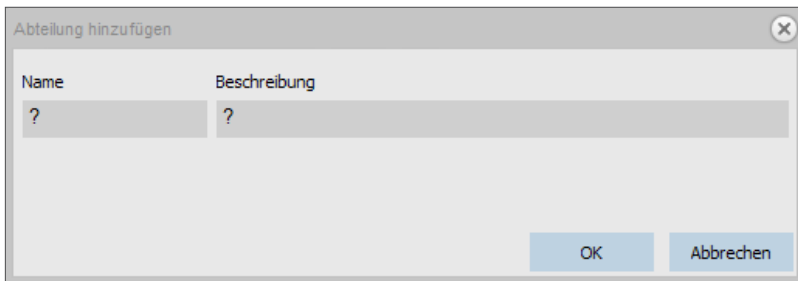 Abteilung hinzufügen
Name Beschreibung
? ?
OK Abbrechen